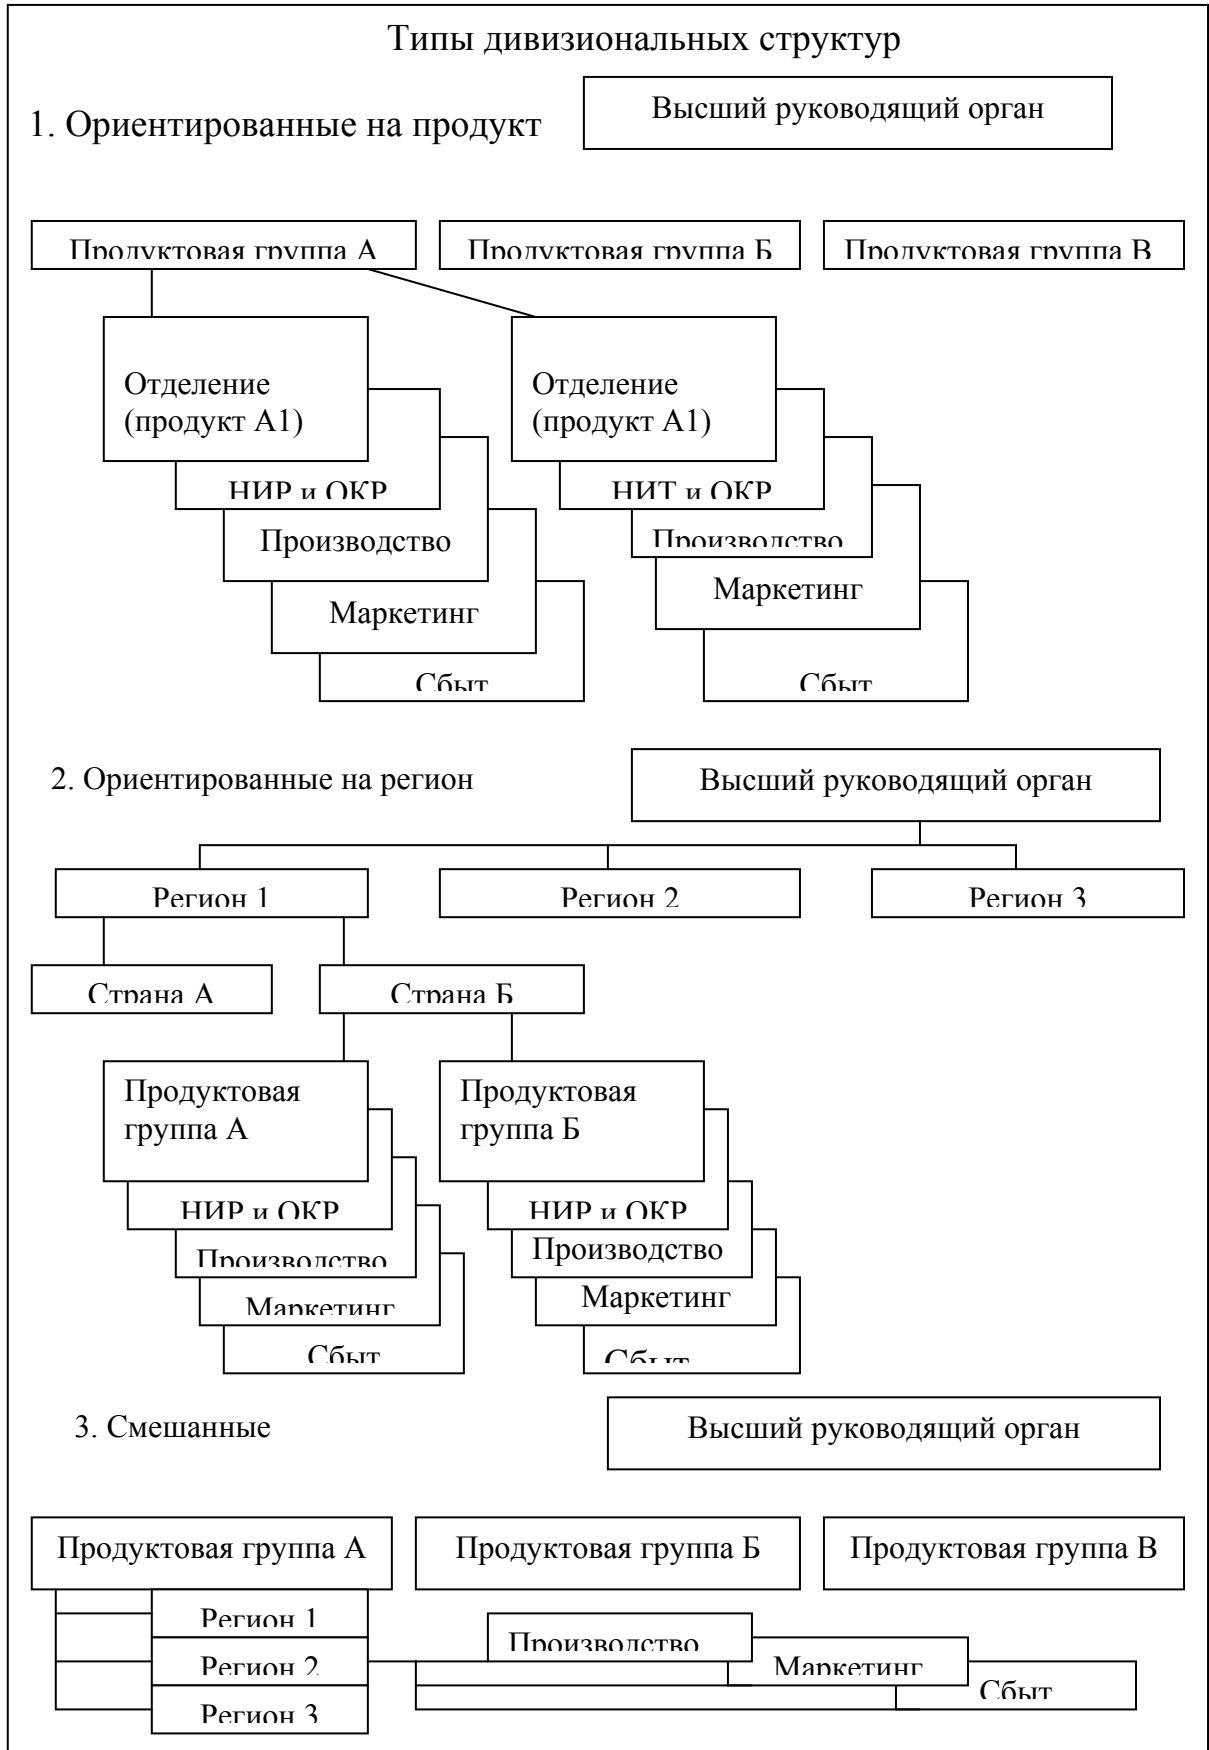 Типы дивизиональных структур
1. Ориентированные на продукт
Высший руководящий орган
Продуктовая группа А
Продуктовая группа Б
Продуктовая группа В
Отделение
(продукт А1)
НИР и ОКР
Производство
Маркетинг
Сбыт
Отделение
(продукт А1)
НИТ и ОКР
Производство
Маркетинг
Сбыт
2. Ориентированные на регион
Высший руководящий орган
Регион 1
Регион 2
Регион 3
Страна А
Страна Б
Продуктовая
группа А
НИР и ОКР
Производство
Маркетинг
Сбыт
Продуктовая
группа Б
НИР и ОКР
Производство
Маркетинг
Сбыт
3. Смешанные
Высший руководящий орган
Продуктовая группа А
Продуктовая группа Б
Продуктовая группа В
Регион 1
Регион 2
Регион 3
Производство
Маркетинг
Сбыт